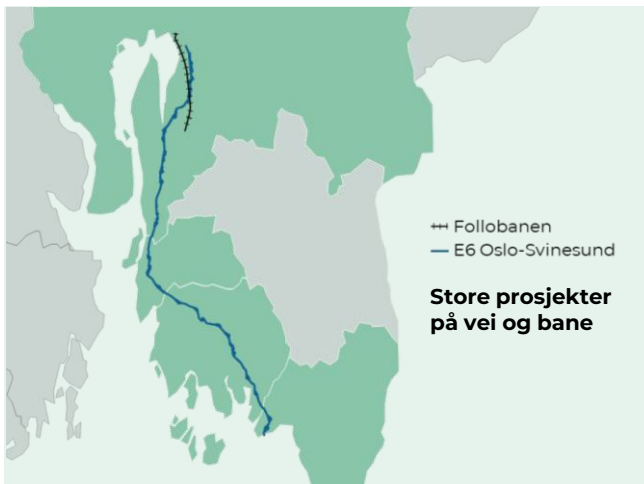 Follobanen
E6 Oslo-Svinesund
Store prosjekter
på vei og bane